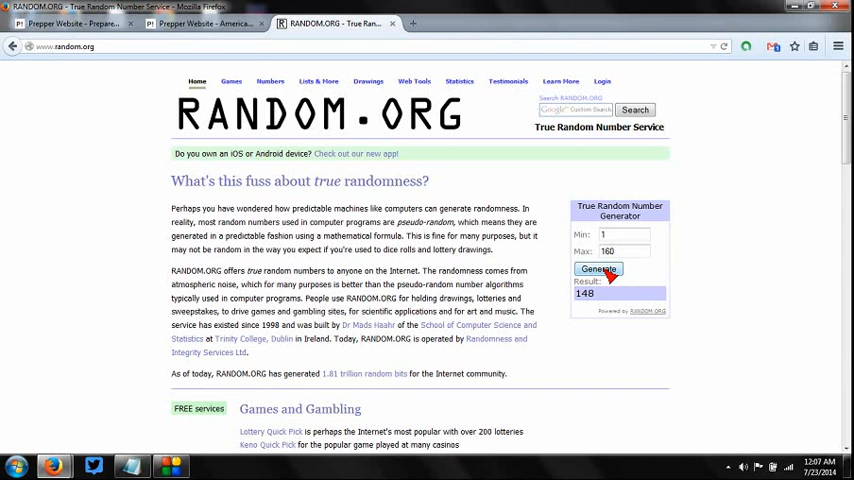 RANDOM.ORG - True Random Number Service - Mozilla Firefox
Prepper Website - Prepare...
Prepper Website - America...
RANDOM.ORG - True Ran...
www.random.org
Home Games Numbers Lists & More Drawings Web Tools Statistics Testimonials Learn More Login
RANDOM.ORG
Search RANDOM.ORG
Google™ Custom Search
Search
True Random Number Service
Do you own an iOS or Android device? Check out our new app!
What's this fuss about true randomness?
Perhaps you have wondered how predictable machines like computers can generate randomness. In
reality, most random numbers used in computer programs are pseudo-random, which means they are
generated in a predictable fashion using a mathematical formula. This is fine for many purposes, but it
may not be random in the way you expect if you're used to dice rolls and lottery drawings.
RANDOM.ORG offers true random numbers to anyone on the Internet. The randomness comes from
atmospheric noise, which for many purposes is better than the pseudo-random number algorithms
typically used in computer programs. People use RANDOM.ORG for holding drawings, lotteries and
sweepstakes, to drive games and gambling sites, for scientific applications and for art and music. The
service has existed since 1998 and was built by Dr Mads Haahr of the School of Computer Science and
Statistics at Trinity College, Dublin in Ireland. Today, RANDOM.ORG is operated by Randomness and
Integrity Services Ltd.
As of today, RANDOM.ORG has generated 1.81 trillion random bits for the Internet community.
True Random Number
Generator
Min: 1
Max: 160
Generate
Result:
148
Powered by RANDOM.ORG
FREE services
Games and Gambling
Lottery Quick Pick is perhaps the Internet's most popular with over 200 lotteries
Keno Quick Pick for the popular game played at many casinos
12:07 AM
7/23/2014